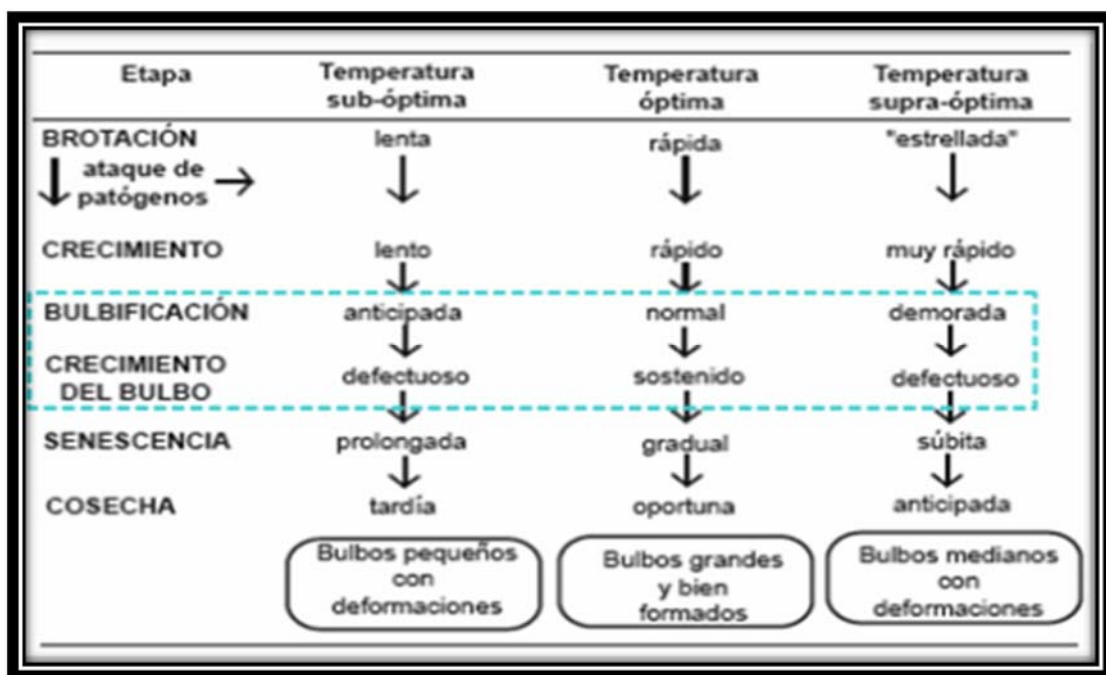 Etapa Temperatura sub-óptima Temperatura óptima Temperatura supra-óptima
BROTACIÓN lenta rápida "estrellada"
ataque de patógenos
CRECIMIENTO lento rápido muy rápido
BULBIFICACIÓN anticipada normal demorada
CRECIMIENTO DEL BULBO defectuoso sostenido defectuoso
SENESCENCIA prolongada gradual súbita
COSECHA tardía oportuna anticipada
Bulbos pequeños con deformaciones
Bulbos grandes y bien formados
Bulbos medianos con deformaciones